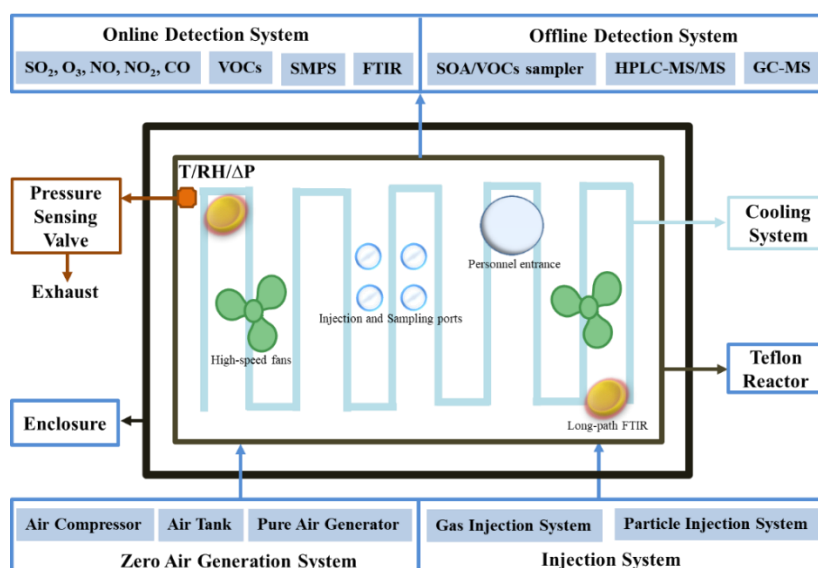 Online Detection System
Offline Detection System
SO2, O3, NO, NO2, CO
VOCs
SMPS
FTIR
SOA/VOCs sampler
HPLC-MS/MS
GC-MS
T/RH/ΔP
Pressure
Sensing
Valve
Exhaust
Personnel entrance
Cooling
System
Injection and Sampling ports
High-speed fans
Teflon
Reactor
Enclosure
Long-path FTIR
Air Compressor
Air Tank
Pure Air Generator
Gas Injection System
Particle Injection System
Zero Air Generation System
Injection System